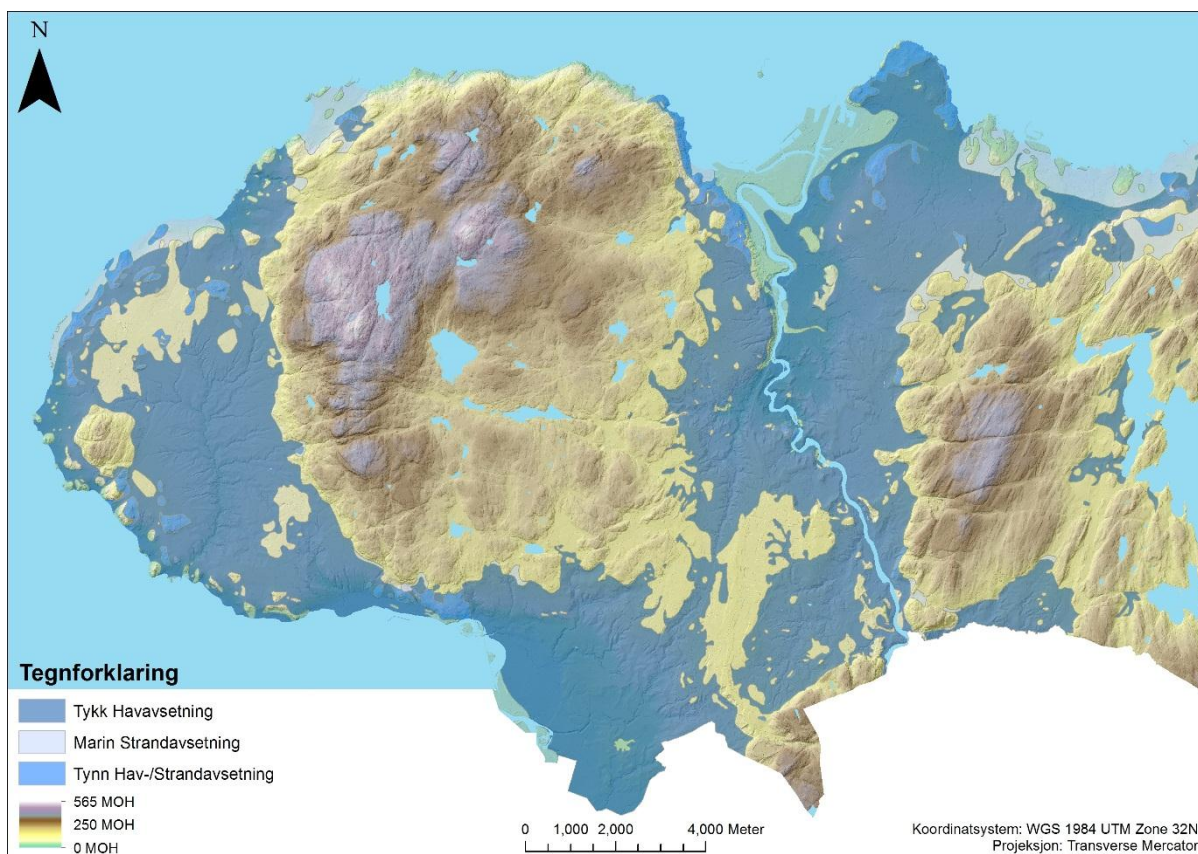 N
Tegnforklaring
Tykk Havavsetning
Marin Strandavsetning
Tynn Hav-/Strandavsetning
565 MOH
250 MOH
0 MOH
0 1,000 2,000 4,000 Meter
Koordinatsystem: WGS 1984 UTM Zone 32N
Projeksjon: Transverse Mercator